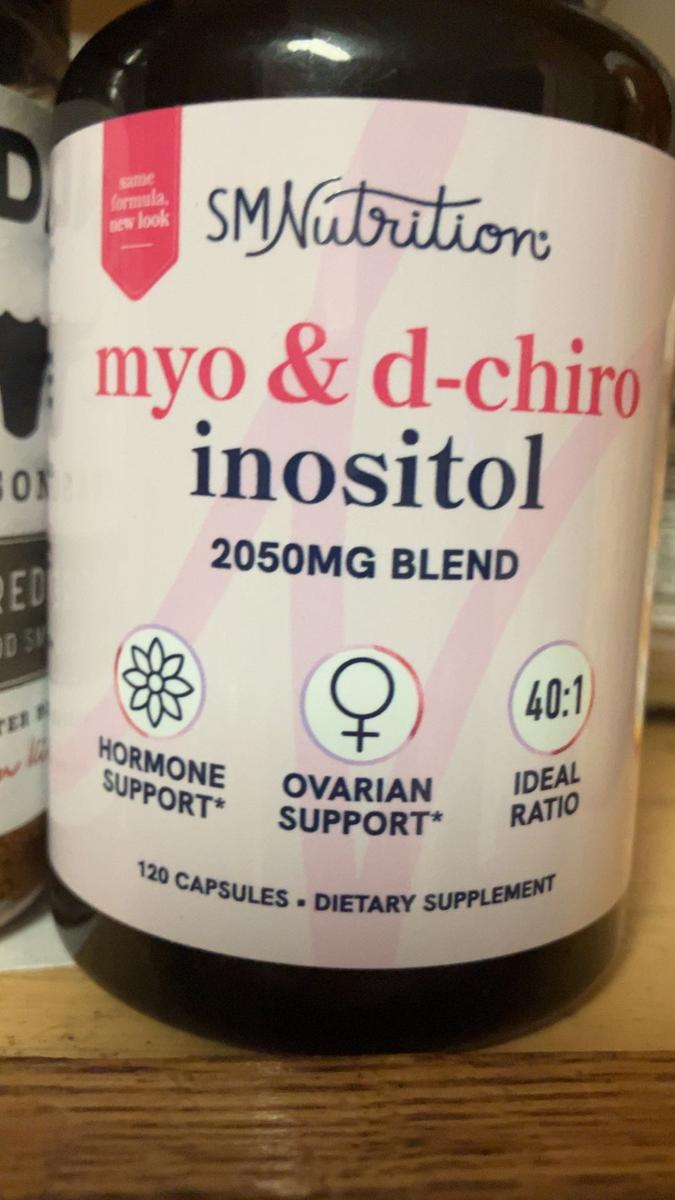 same
formula,
new look
SMNutrition
myo & d-chiro
inositol
2050MG BLEND
HORMONE
SUPPORT*
OVARIAN
SUPPORT*
40:1
IDEAL
RATIO
120 CAPSULES ▪ DIETARY SUPPLEMENT